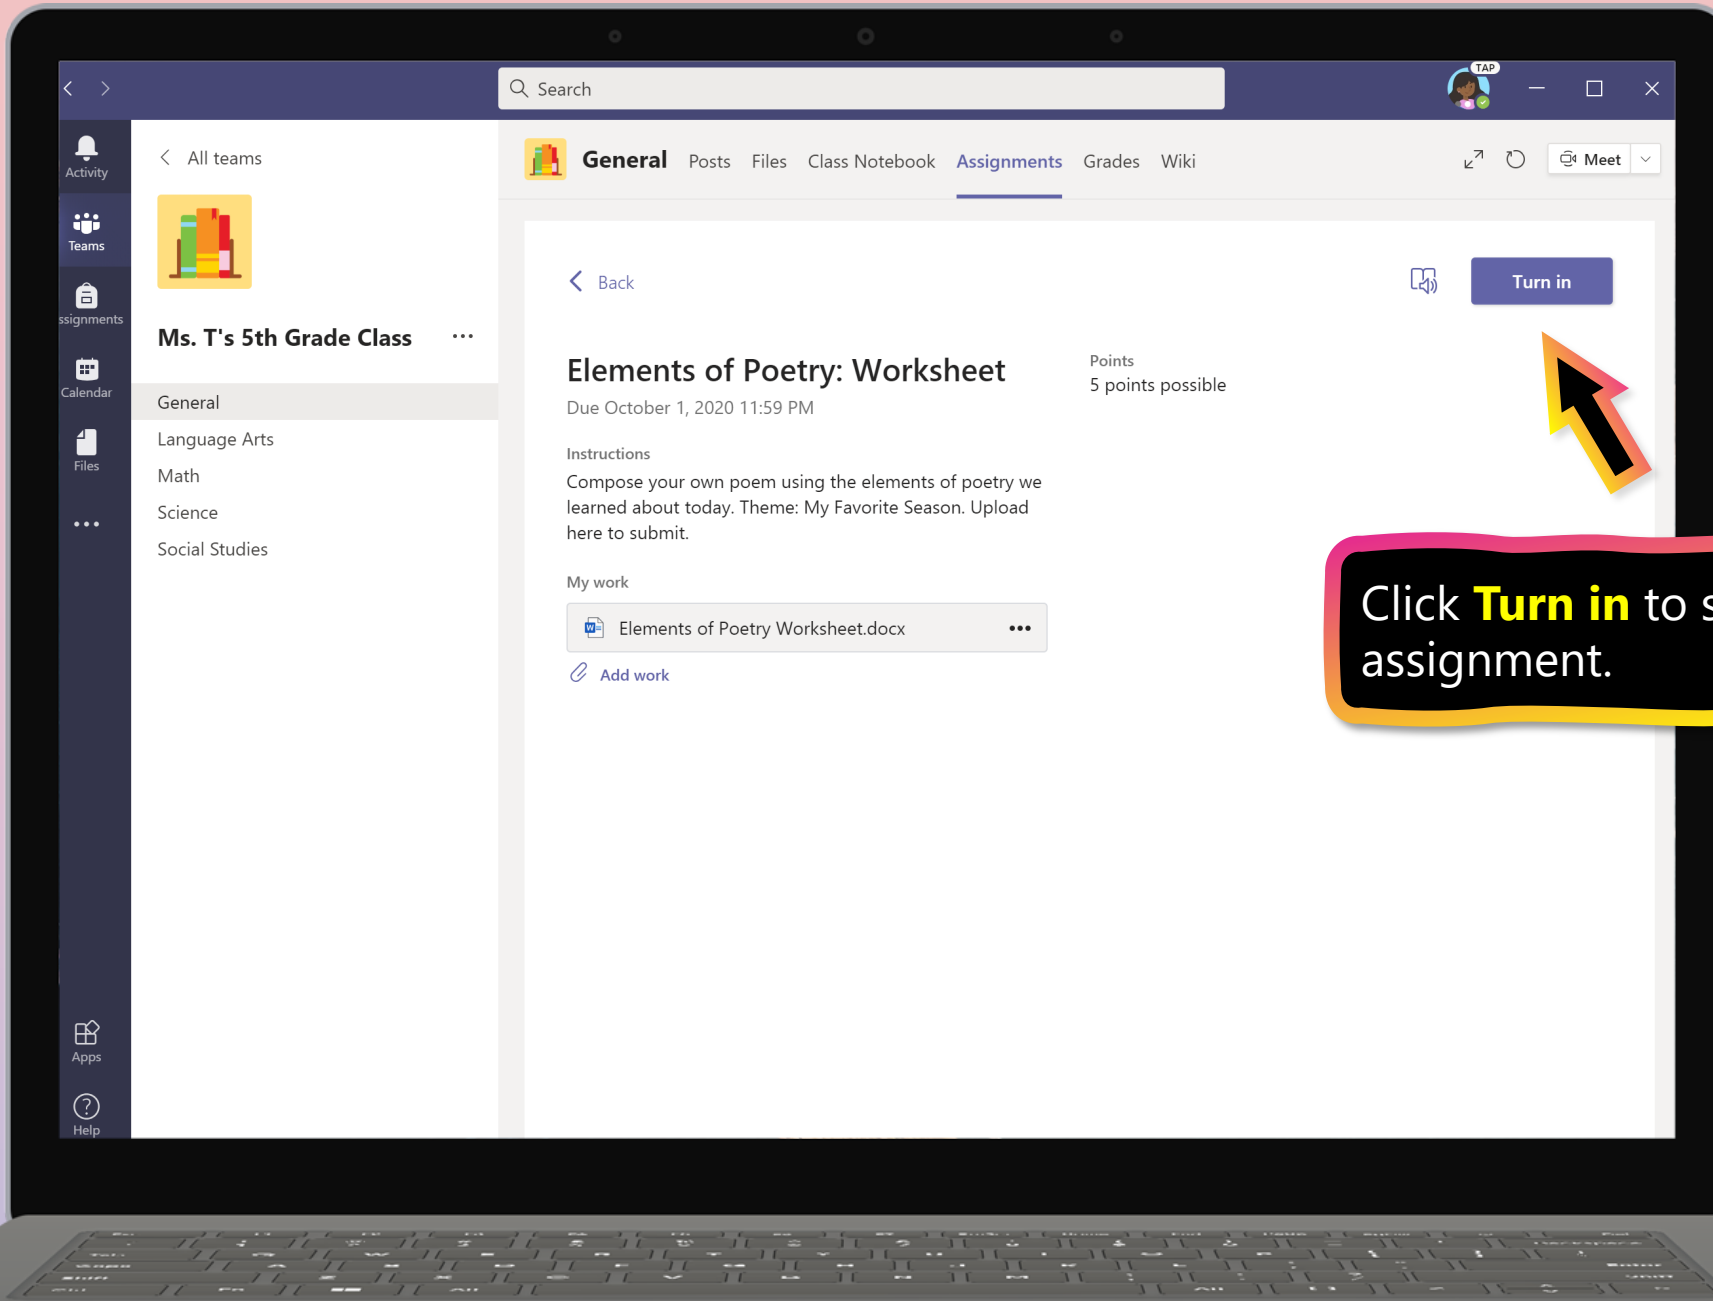 Search
TAP
Activity
Teams
ssignments
Calendar
Files
Apps
Help
All teams
Ms. T's 5th Grade Class
General
Language Arts
Math
Science
Social Studies
General Posts Files Class Notebook Assignments Grades Wiki
Meet
Back
Turn in
Elements of Poetry: Worksheet
Due October 1, 2020 11:59 PM
Points
5 points possible
Instructions
Compose your own poem using the elements of poetry we
learned about today. Theme: My Favorite Season. Upload
here to submit.
My work
Elements of Poetry Worksheet.docx
Add work
Click Turn in to s
assignment.